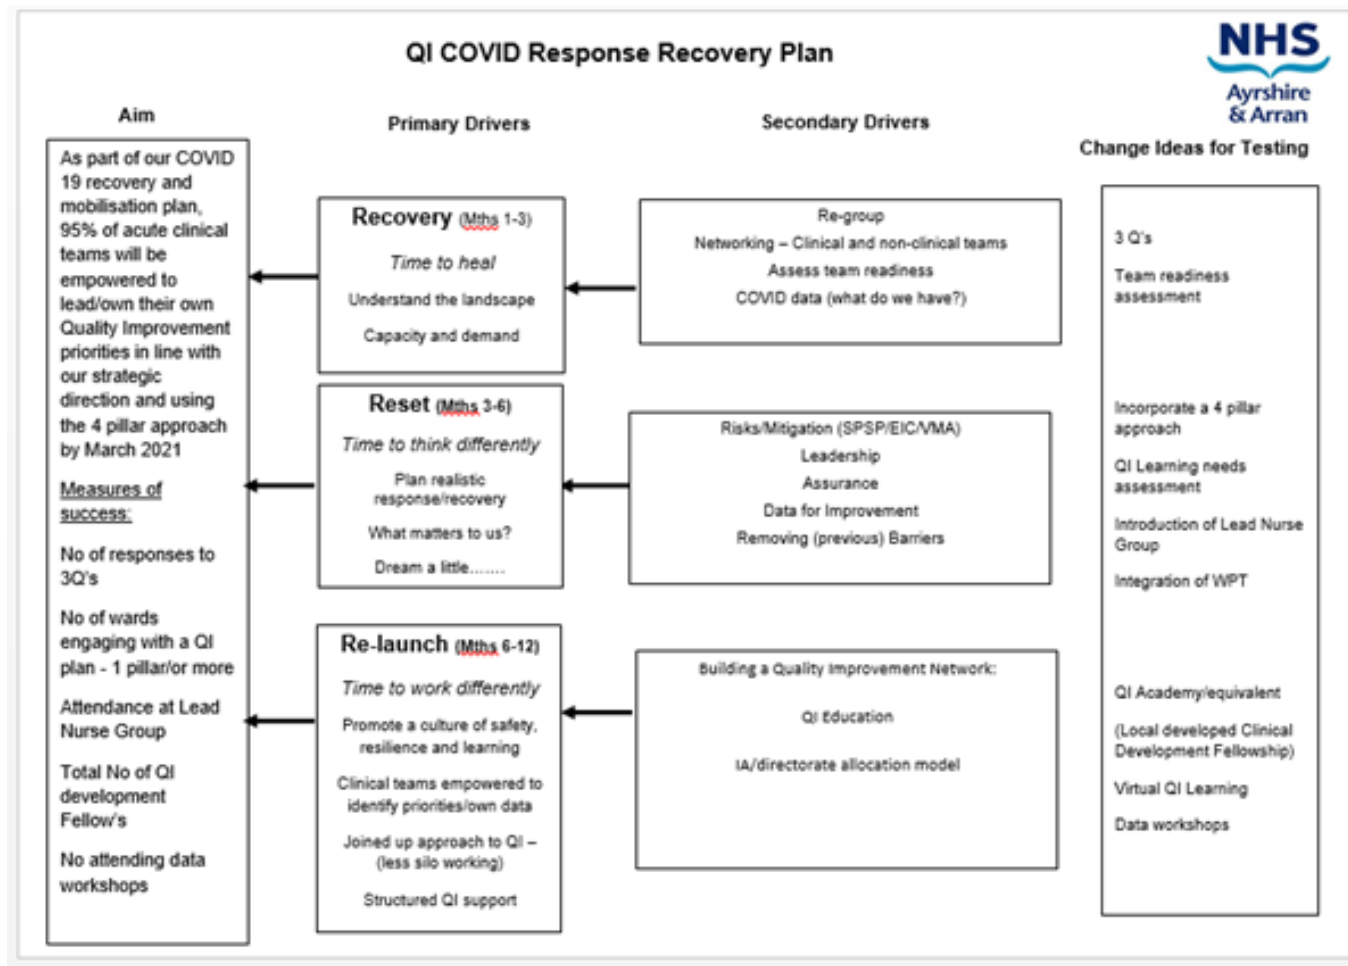 QI COVID Response Recovery Plan
NHS
Ayrshire
& Arran
Aim
As part of our COVID
19 recovery and
mobilisation plan,
95% of acute clinical
teams will be
empowered to
lead/own their own
Quality Improvement
priorities in line with
our strategic
direction and using
the 4 pillar approach
by March 2021
Measures of
success:
No of responses to
3Q's
No of wards
engaging with a QI
plan - 1 pillar/or more
Attendance at Lead
Nurse Group
Total No of QI
development
Fellow's
No attending data
workshops
Primary Drivers
Recovery (Mths 1-3)
Time to heal
Understand the landscape
Capacity and demand
Reset (Mths 3-6)
Time to think differently
Plan realistic
response/recovery
What matters to us?
Dream a little.......
Re-launch (Mths 6-12)
Time to work differently
Promote a culture of safety,
resilience and learning
Clinical teams empowered to
identify priorities/own data
Joined up approach to QI –
(less silo working)
Structured QI support
Secondary Drivers
Re-group
Networking – Clinical and non-clinical teams
Assess team readiness
COVID data (what do we have?)
Risks/Mitigation (SPSP/EIC/VMA)
Leadership
Assurance
Data for Improvement
Removing (previous) Barriers
Building a Quality Improvement Network:
QI Education
IA/directorate allocation model
Change Ideas for Testing
3 Q's
Team readiness
assessment
Incorporate a 4 pillar
approach
QI Learning needs
assessment
Introduction of Lead Nurse
Group
Integration of WPT
QI Academy/equivalent
(Local developed Clinical
Development Fellowship)
Virtual QI Learning
Data workshops